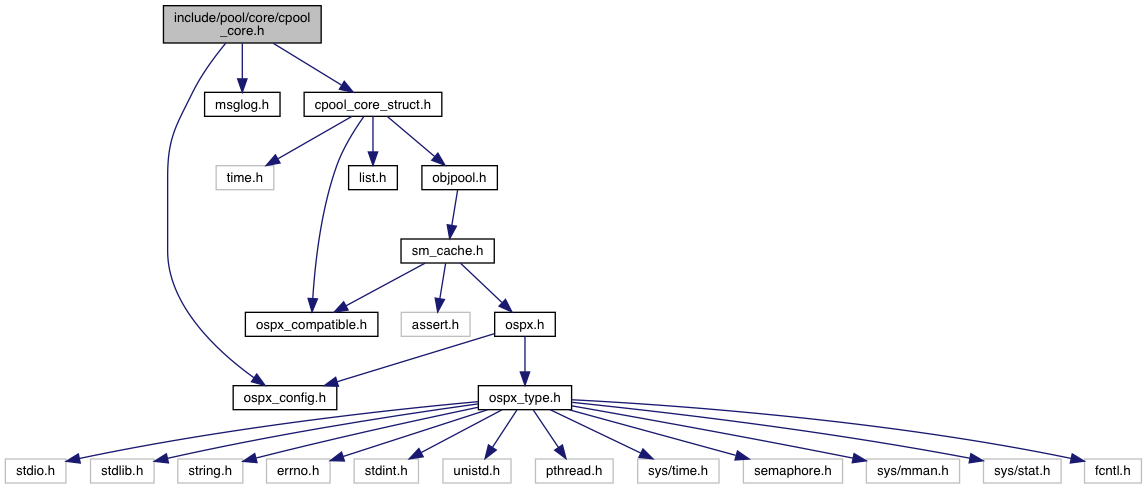 include/pool/core/cpool
_core.h
msglog.h
cpool_core_struct.h
time.h
list.h
objpool.h
sm_cache.h
ospx_compatible.h
assert.h
ospx.h
ospx_config.h
ospx_type.h
stdio.h
stdlib.h
string.h
errno.h
stdint.h
unistd.h
pthread.h
sys/time.h
semaphore.h
sys/mman.h
sys/stat.h
fcntl.h